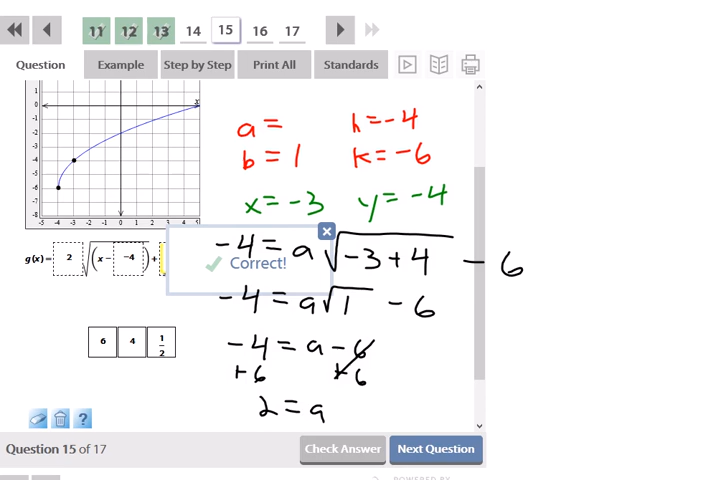 11 12 13 14 15 16 17
Question Example Step by Step Print All Standards
1
0
-1
-2
-3
-4
-5
-6
-7
-8
x
-5 -4 -3 -2 -1 0 1 2 3 4 5
a = h = -4
b = 1 k = -6
x = -3 y = -4
-4 = a√-3+4 - 6
g(x) = 2 √(x - -4) +
Correct!
-4 = a√1 - 6
6 4 1/2
-4 = a - 6
+6 +6
2 = a
?
Question 15 of 17 Check Answer Next Question
POWERED BY